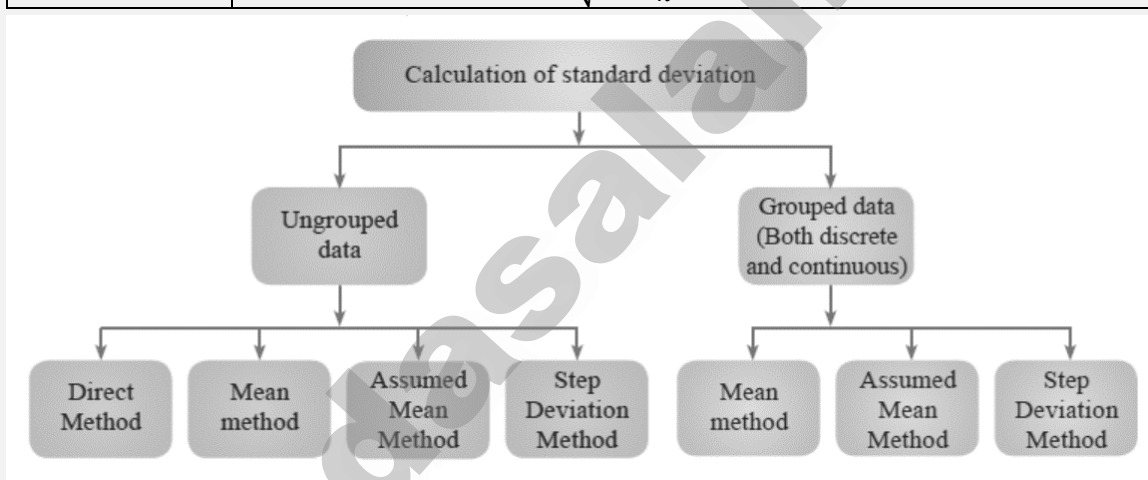 Calculation of standard deviation
Ungrouped
data
Grouped data
(Both discrete
and continuous)
Direct
Method
Mean
method
Assumed
Mean
Method
Step
Deviation
Method
Mean
method
Assumed
Mean
Method
Step
Deviation
Method
dasalai